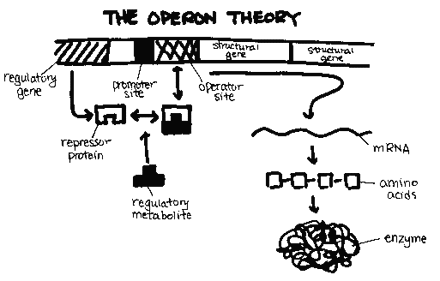 THE OPERON THEORY
structural
gene
structural
gene
regulatory
gene
promoter
site
operator
site
repressor
protein
mRNA
regulatory
metabolite
amino
acids
enzyme